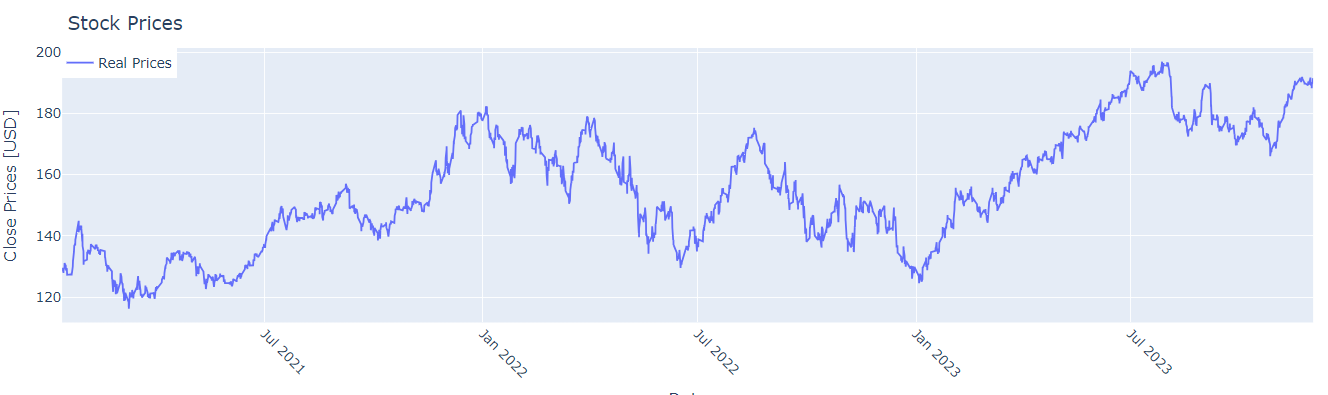 Stock Prices
Real Prices
Close Prices [USD]
200
180
160
140
120
Jul 2021
Jan 2022
Jul 2022
Jan 2023
Jul 2023